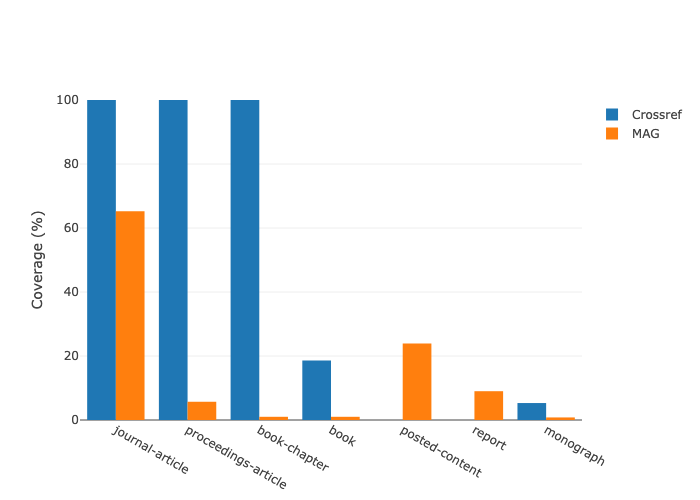 Crossref
MAG
100
80
60
40
20
0
Coverage (%)
journal-article
proceedings-article
book-chapter
book
posted-content
report
monograph